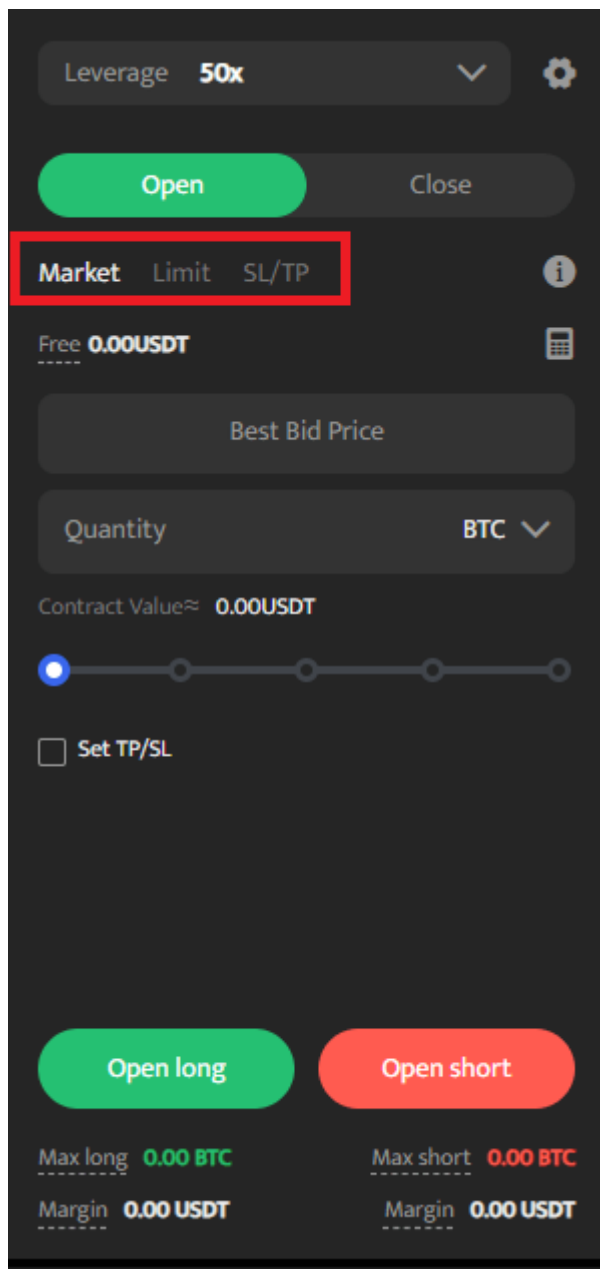 Leverage 50x
Open Close
Market Limit SL/TP
Free 0.00USDT
Best Bid Price
Quantity BTC
Contract Value≈ 0.00USDT
Set TP/SL
Open long Open short
Max long 0.00 BTC Max short 0.00 BTC
Margin 0.00 USDT Margin 0.00 USDT